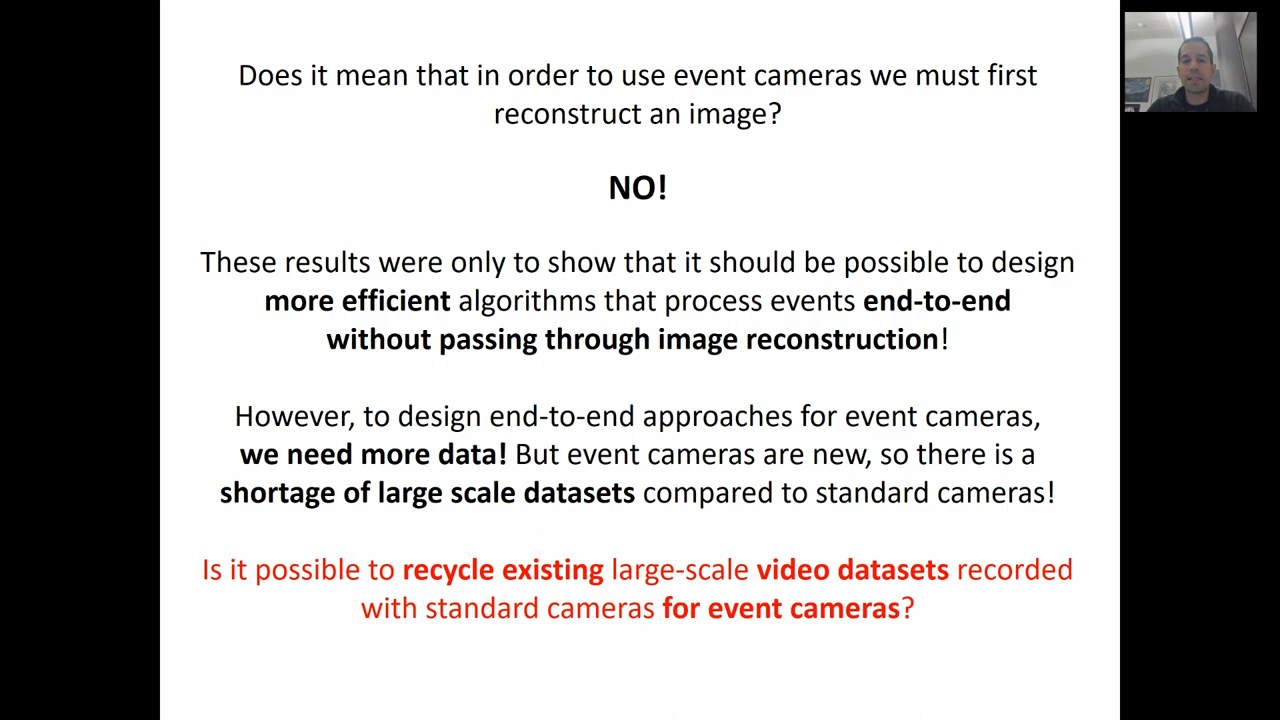 Does it mean that in order to use event cameras we must first
reconstruct an image?
NO!
These results were only to show that it should be possible to design
more efficient algorithms that process events end-to-end
without passing through image reconstruction!
However, to design end-to-end approaches for event cameras,
we need more data! But event cameras are new, so there is a
shortage of large scale datasets compared to standard cameras!
Is it possible to recycle existing large-scale video datasets recorded
with standard cameras for event cameras?